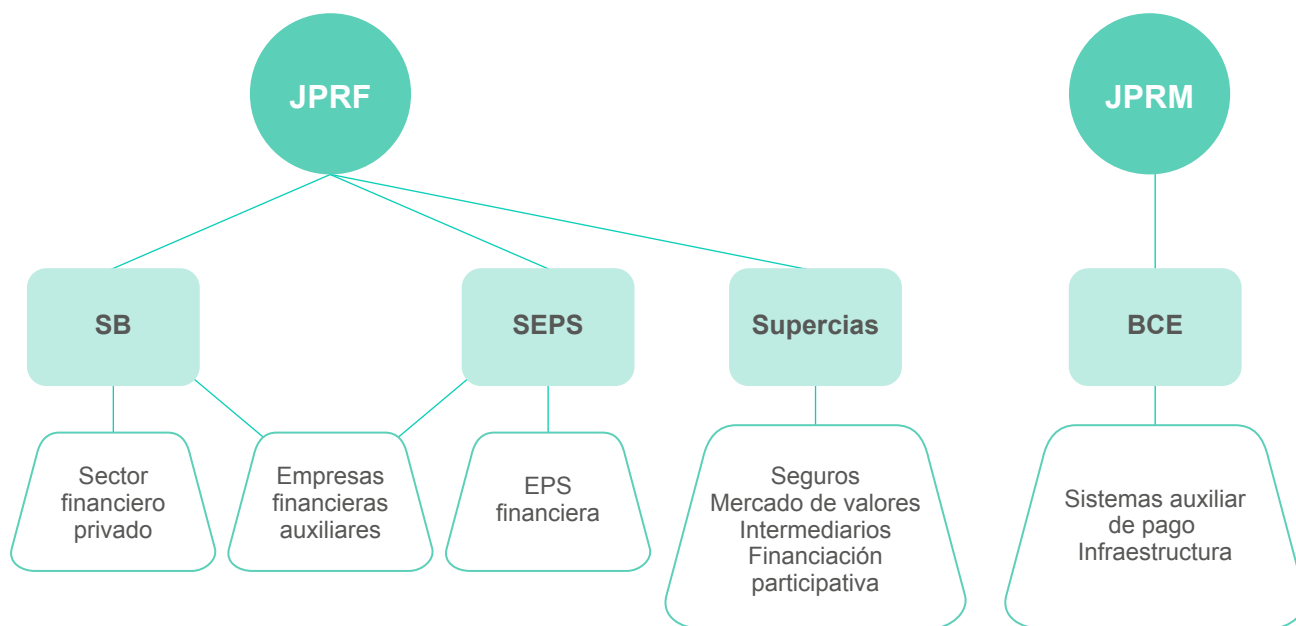 JPRF
JPRM
SB
SEPS
Supercias
BCE
Sector
financiero
privado
Empresas
financieras
auxiliares
EPS
financiera
Seguros
Mercado de valores
Intermediarios
Financiación
participativa
Sistemas auxiliar
de pago
Infraestructura